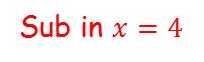 Sub in x = 4